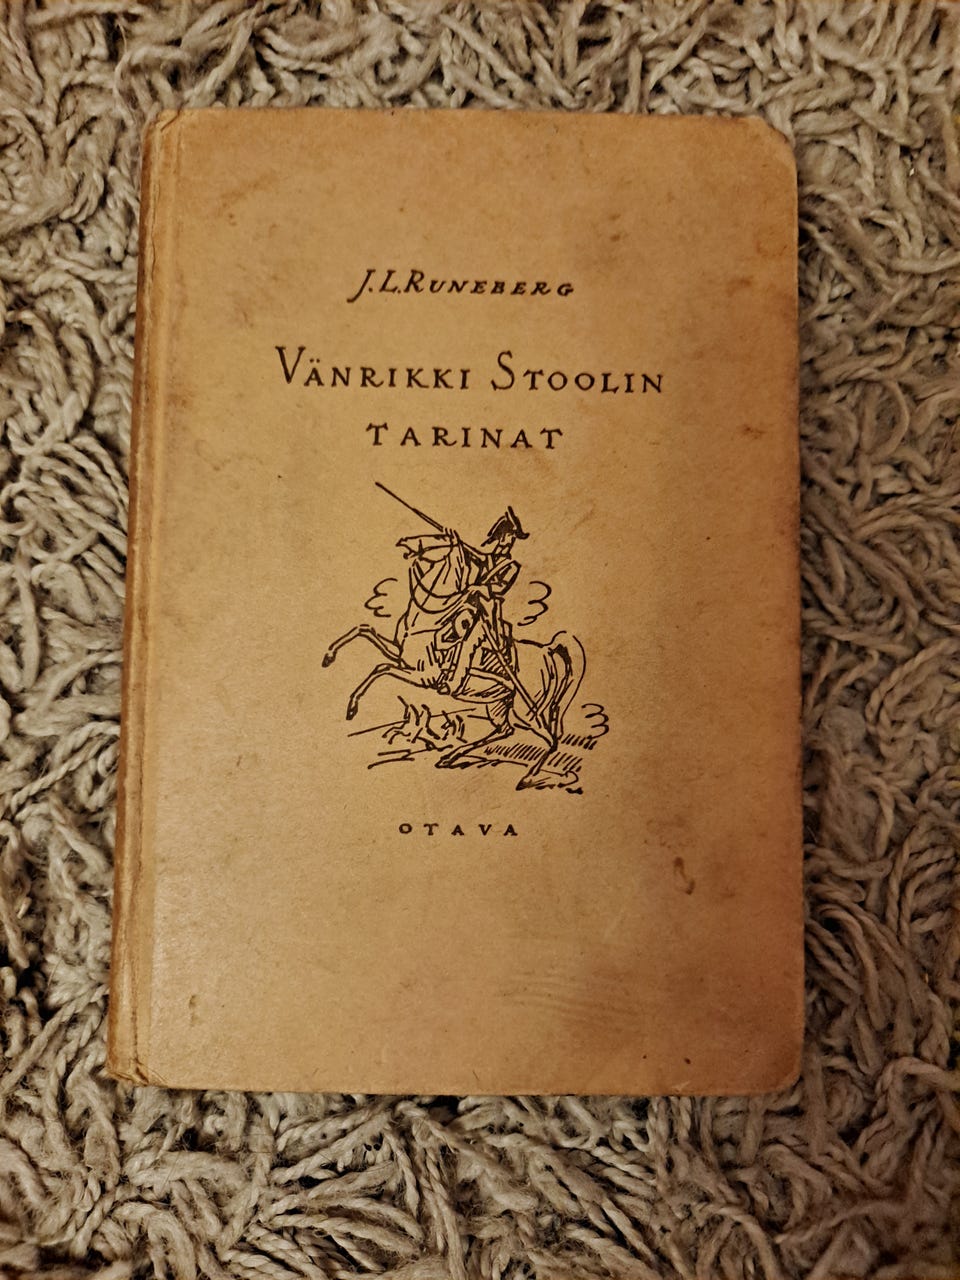 J. L. RUNEBERG
VÄNRIKKI STOOLIN
TARINAT
OTAVA